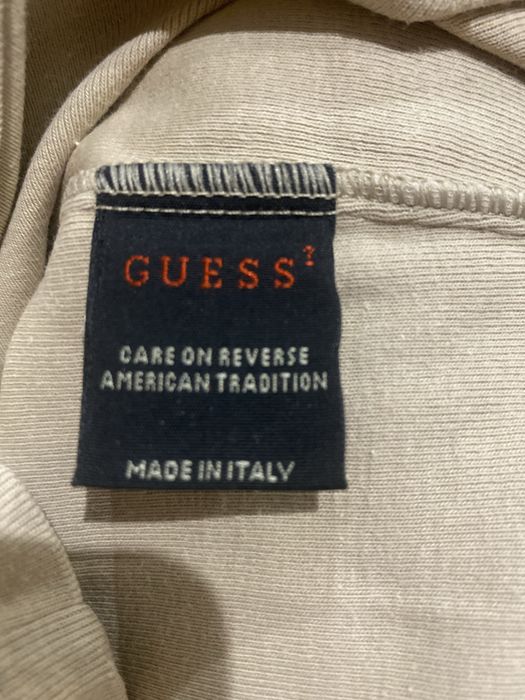 GUESS?
CARE ON REVERSE
AMERICAN TRADITION
MADE IN ITALY